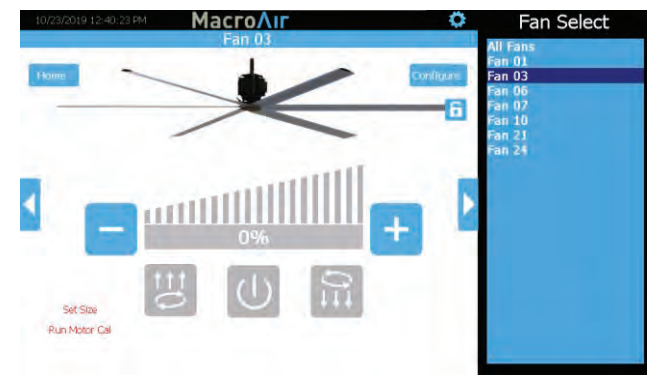 10/23/2019 12:40:23 PM
MacroAir
Fan 03
Home
Configure
0%
Set Size
Run Motor Cal
Fan Select
All Fans
Fan 01
Fan 03
Fan 06
Fan 07
Fan 10
Fan 21
Fan 24